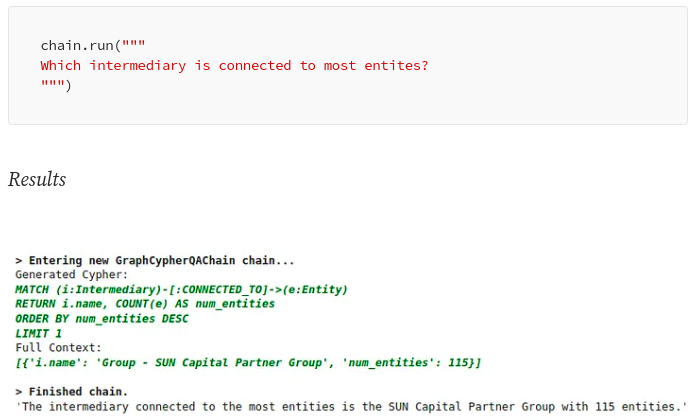 chain.run("""
Which intermediary is connected to most entites?
""")
Results
> Entering new GraphCypherQAChain chain...
Generated Cypher:
MATCH (i:Intermediary)-[:CONNECTED_TO]->(e:Entity)
RETURN i.name, COUNT(e) AS num_entities
ORDER BY num_entities DESC
LIMIT 1
Full Context:
[{'i.name': 'Group - SUN Capital Partner Group', 'num_entities': 115}]
> Finished chain.
'The intermediary connected to the most entities is the SUN Capital Partner Group with 115 entities.'